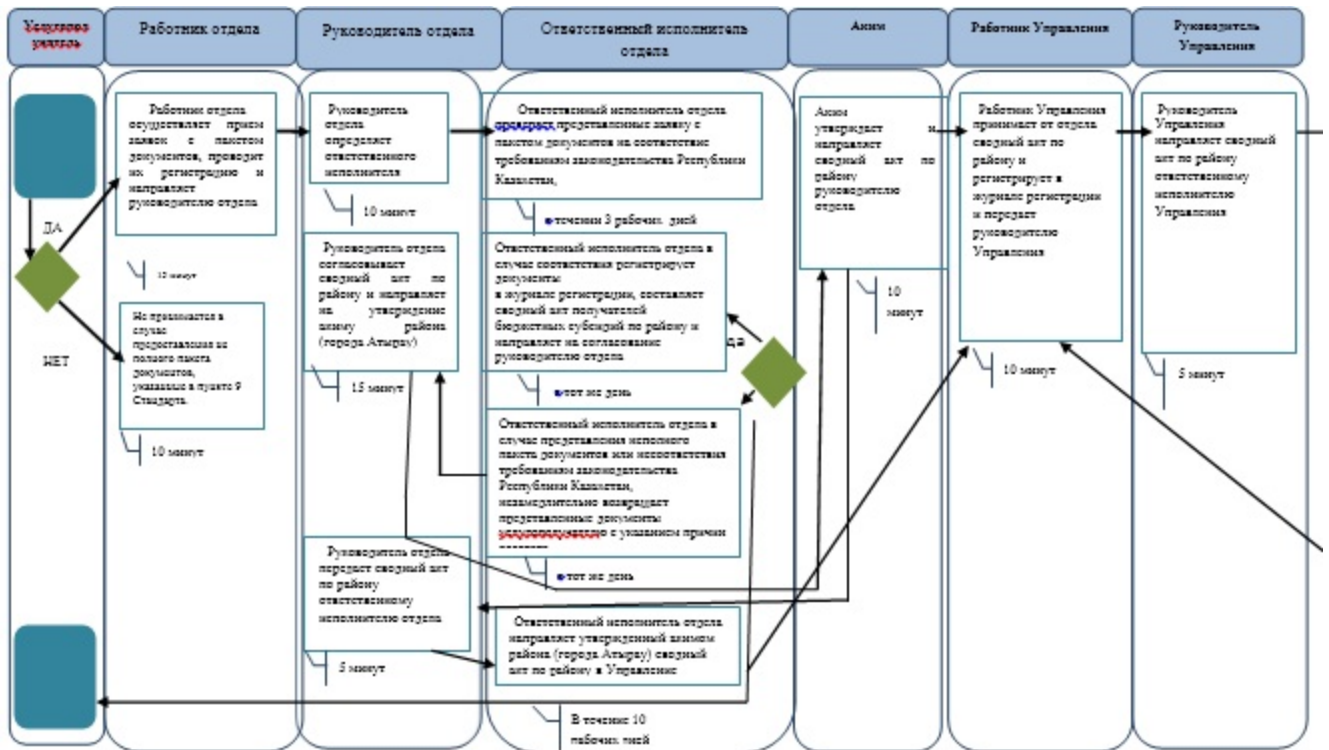 Услугопол
учатель
Работник отдела
Руководитель отдела
Ответственный исполнитель
отдела
Аким
Работник Управления
Руководитель
Управления
Работник отдела
осуществляет прием
заявок с пакетом
документов, проводит
их регистрацию и
направляет
руководителю отдела
Руководитель
отдела
определяет
ответственного
исполнителя
Ответственный исполнитель отдела
представленные заявку с
пакетом документов на соответствие
требованиям законодательства Республики
Казахстан,
Аким
утверждает и
направляет
сводный акт по
району
руководителю
отдела
Работник Управления
принимает от отдела
сводный акт по
району и
регистрирует в
журнале регистрации
и передает
руководителю
Управления
Руководитель
Управления
направляет сводный
акт по району
ответственному
исполнителю
Управления
ДА
10 минут
в течении 3 рабочих дней
минут
Руководитель отдела
согласовывает
сводный акт по
району и направляет
на утверждение
акиму района
(города Атырау)
Ответственный исполнитель отдела в
случае соответствия регистрирует
документы
в журнале регистрации, составляет
сводный акт получателей
бюджетных субсидий по району и
направляет на согласование
руководителю отдела
10
минут
НЕТ
Не принимается в
случае
предоставления не
полного пакета
документов,
указанные в пункте 9
Стандарта.
да
10 минут
5 минут
15 минут
в тот же день
10 минут
Ответственный исполнитель отдела в
случае представления неполного
пакета документов или несоответствия
требованиям законодательства
Республики Казахстан,
незамедлительно возвращает
представленные документы
услугополучателю с указанием причин
в тот же день
Руководитель отдела
передает сводный акт
по району
ответственному
исполнителю отдела
5 минут
Ответственный исполнитель отдела
направляет утвержденный акимом
района (города Атырау) сводный
акт по району в Управление
В течение 10
рабочих дней